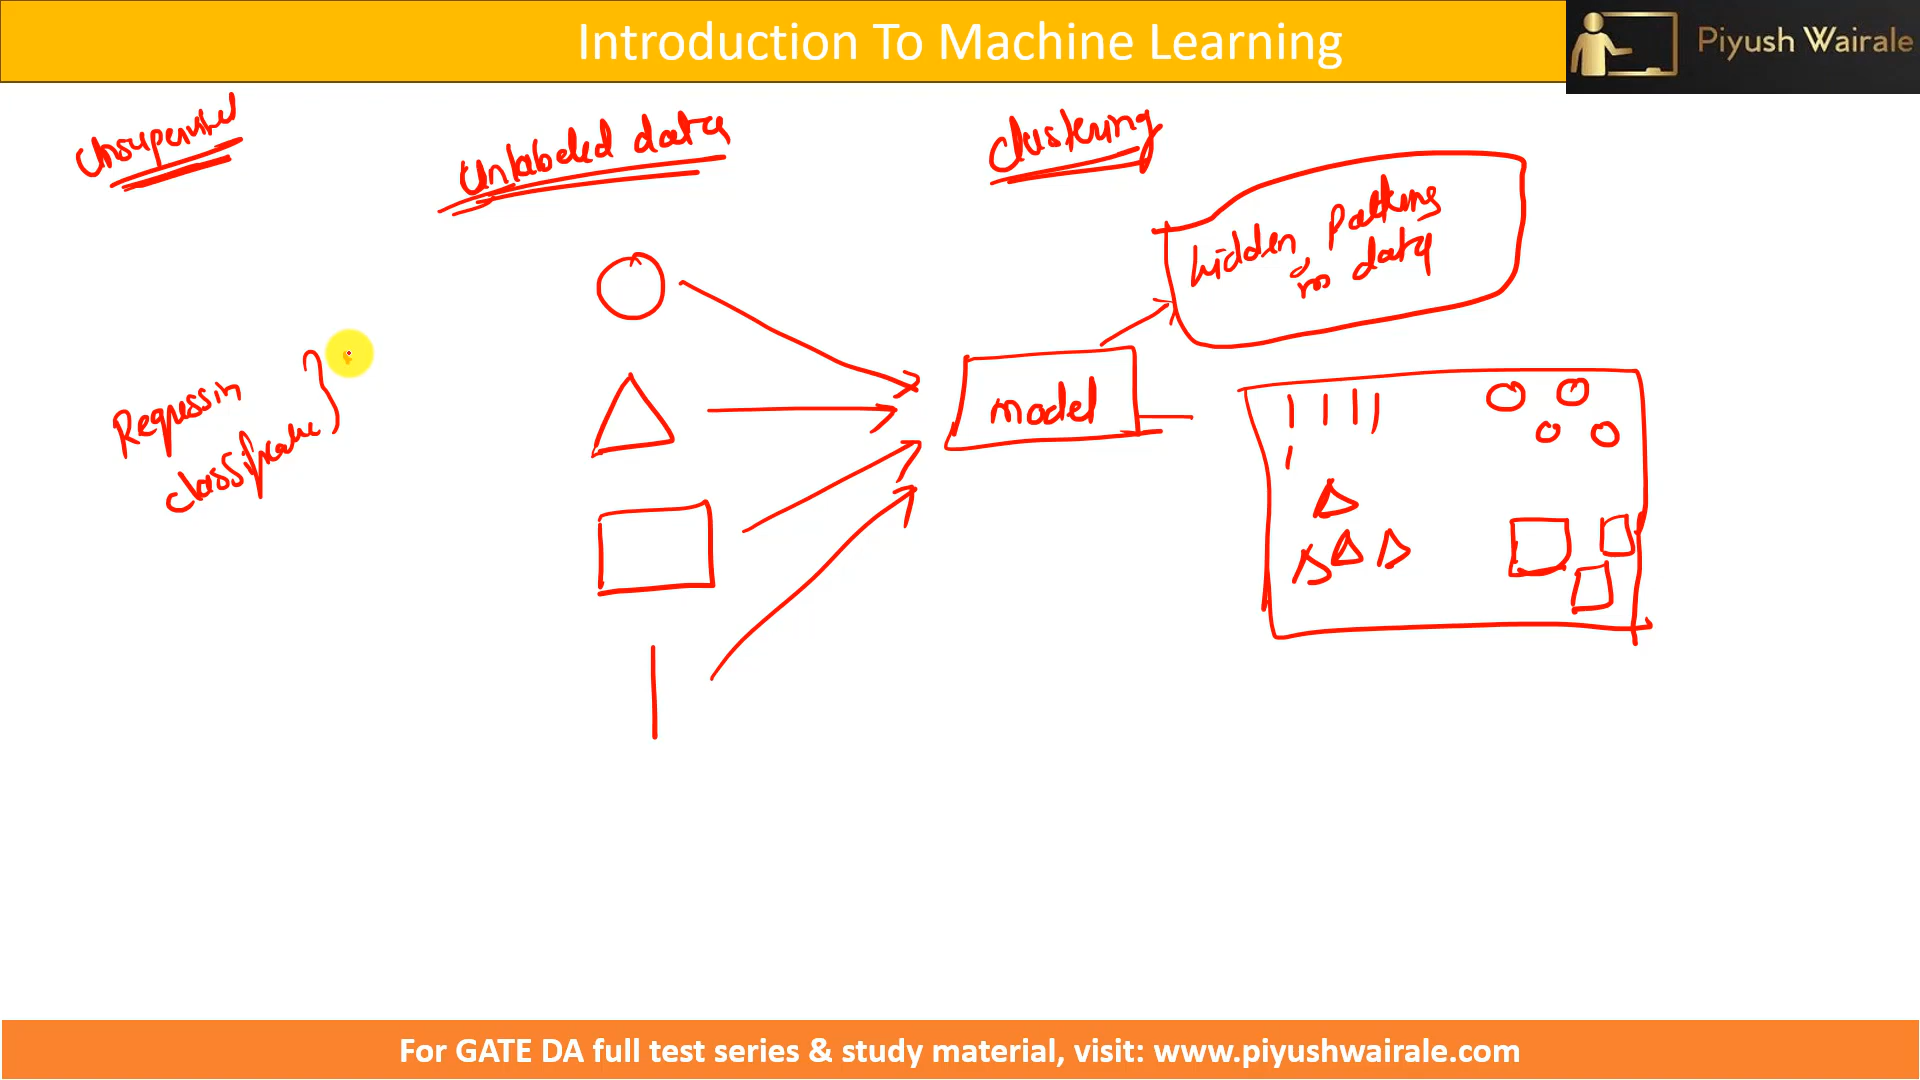 Introduction To Machine Learning
Piyush Wairale
Unsupervised
Unlabeled data
Clustering
hidden patterns
in data
model
Regression
classification
For GATE DA full test series & study material, visit: www.piyushwairale.com